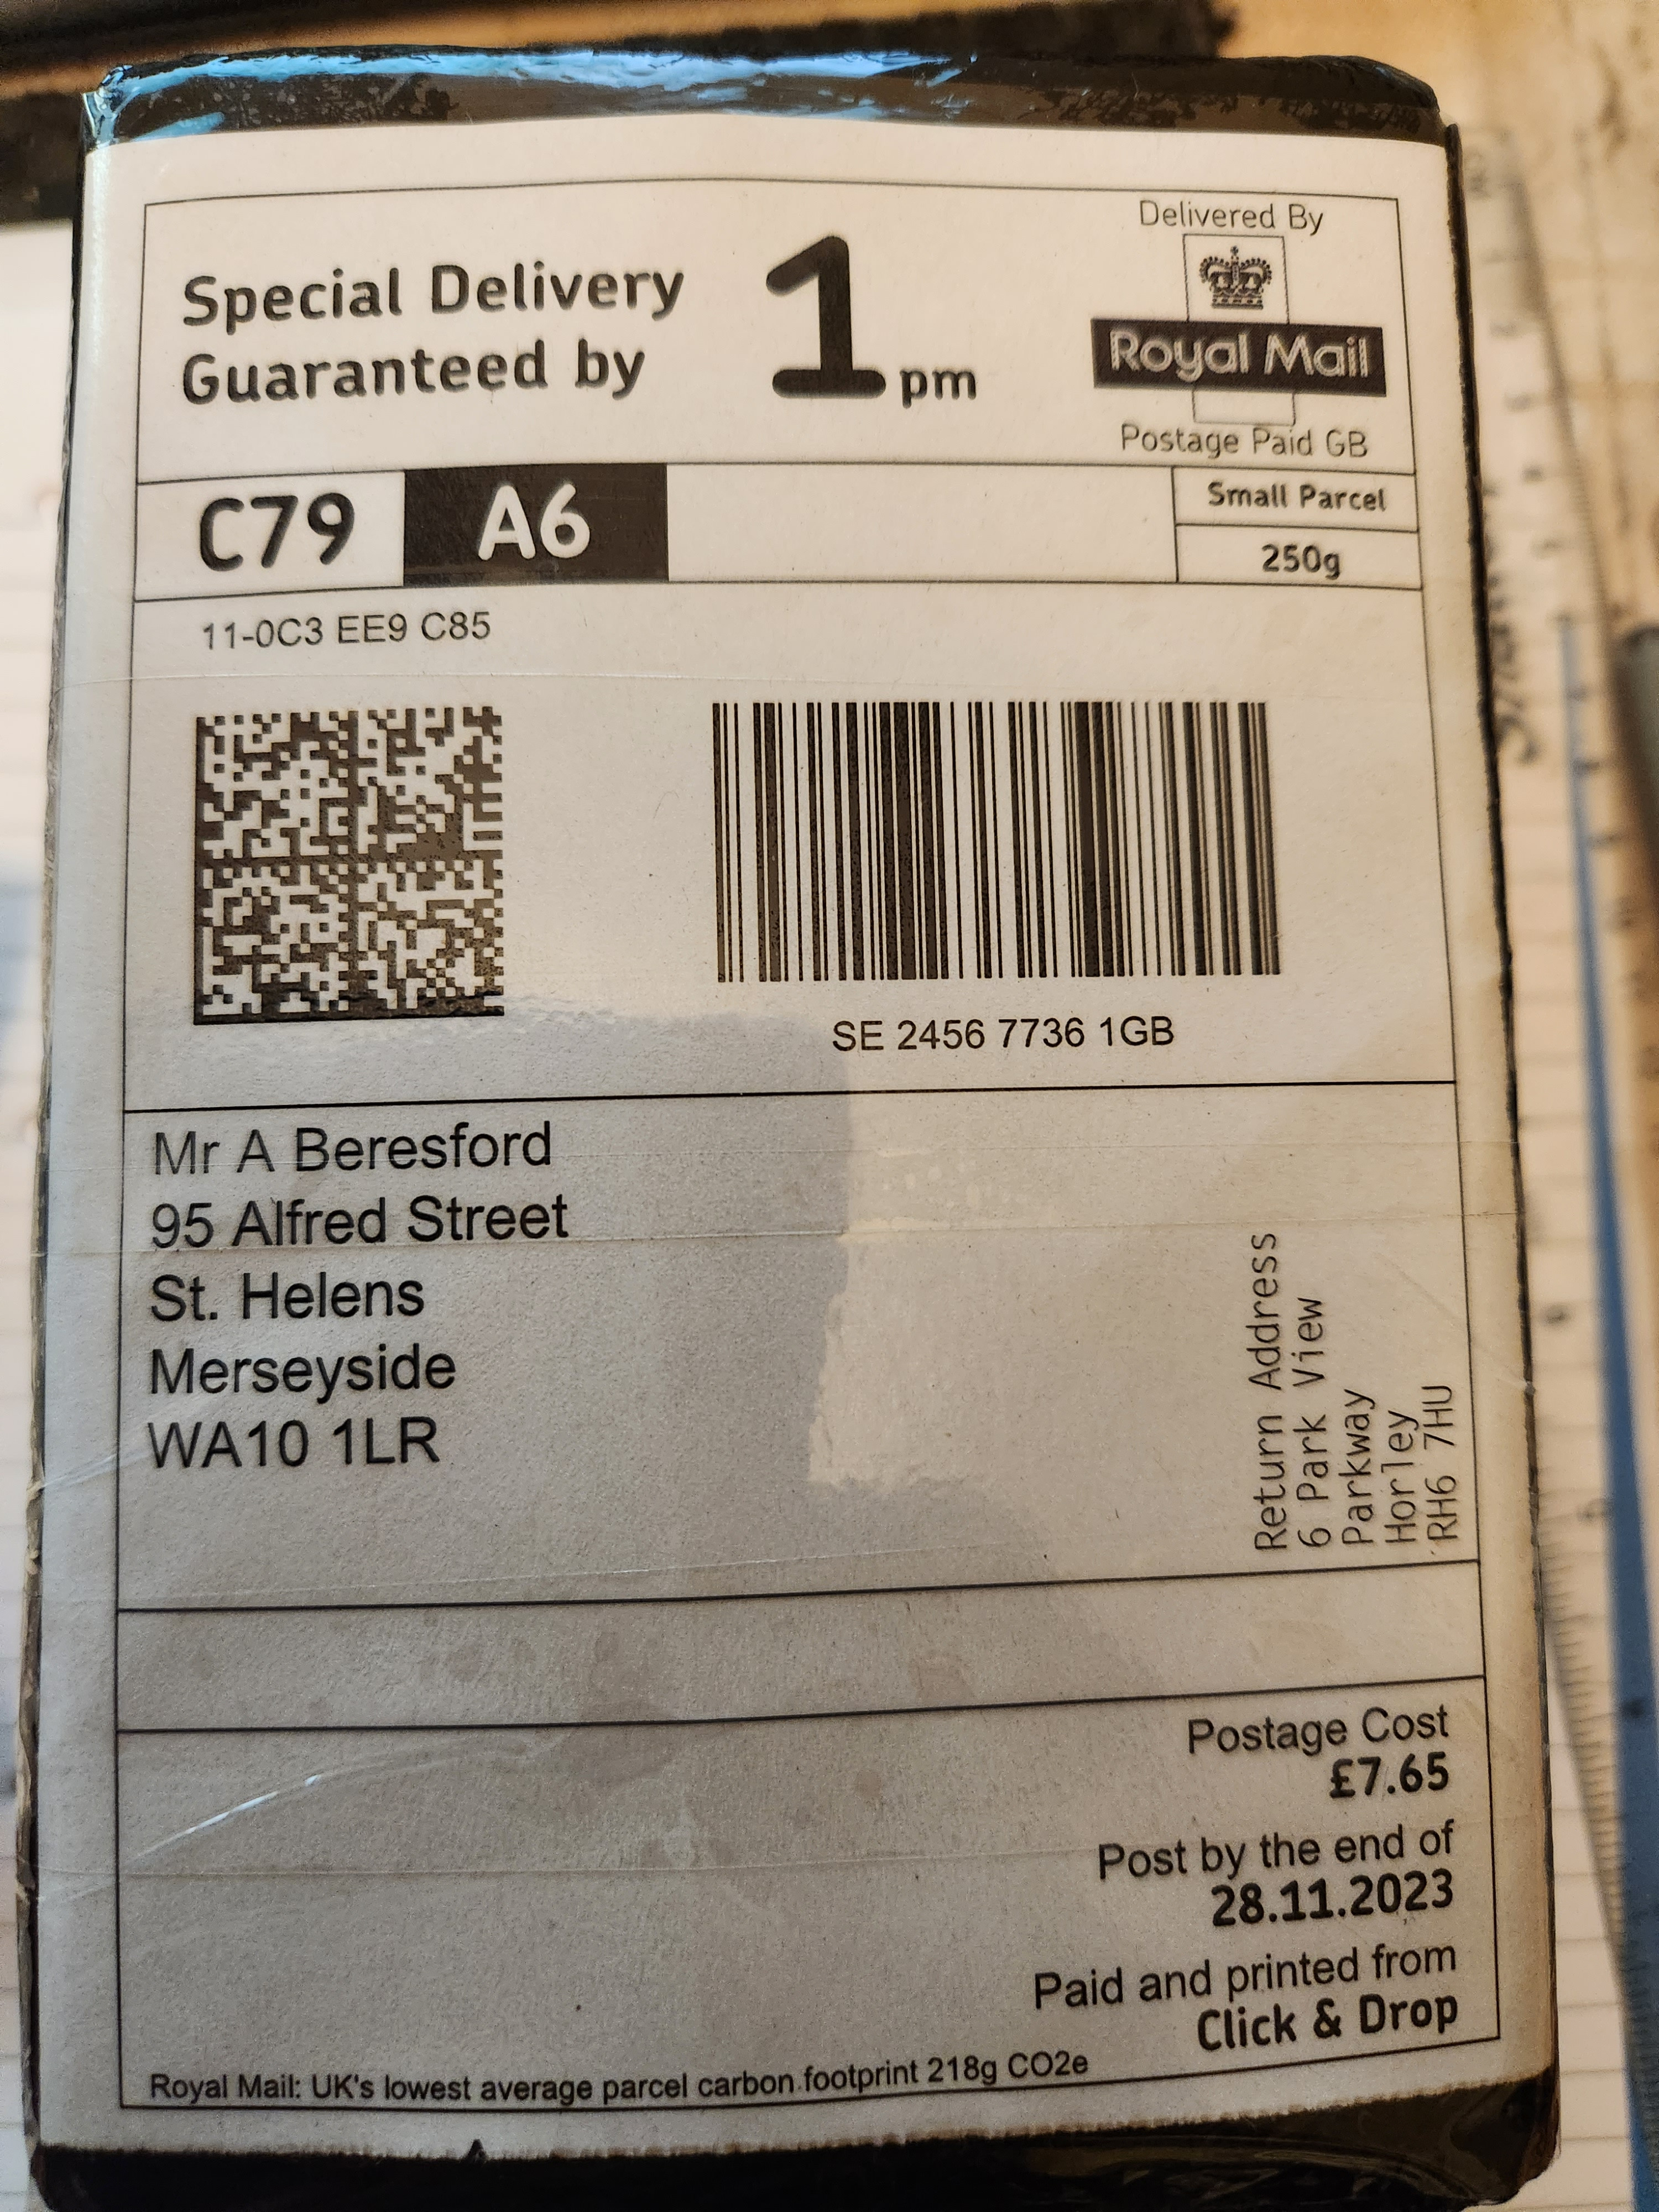 Delivered By
Special Delivery
Guaranteed by
1pm
Royal Mail
Postage Paid GB
C79
A6
Small Parcel
250g
11-0C3 EE9 C85
SE 2456 7736 1GB
Mr A Beresford
95 Alfred Street
St. Helens
Merseyside
WA10 1LR
Return Address
6 Park View
Parkway
Horley
RH6 7HU
Postage Cost
£7.65
Post by the end of
28.11.2023
Paid and printed from
Click & Drop
Royal Mail: UK's lowest average parcel carbon footprint 218g CO2e